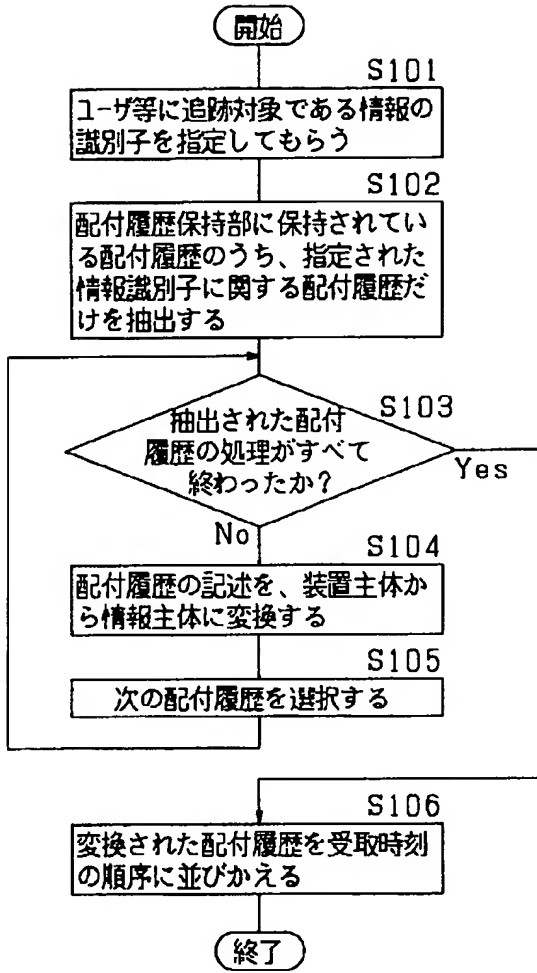 開始
S101
ユーザ等に追跡対象である情報の
識別子を指定してもらう
S102
配付履歴保持部に保持されてい
る配付履歴のうち、指定された
情報識別子に関する配付履歴だ
けを抽出する
S103
抽出された配付
履歴の処理がすべて
終わったか?
Yes
No
S104
配付履歴の記述を、装置主体か
ら情報主体に変換する
S105
次の配付履歴を選択する
S106
変換された配付履歴を受取時刻
の順序に並びかえる
終了